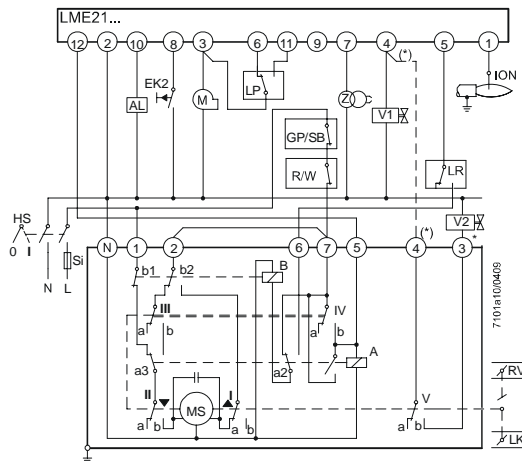 LME21...
12 2 10 8 3 6 11 9 7 4 5 1
(*)
ION
EK2
AL M LP Z V1
GP/SB
R/W
LR
HS
0 I
Si
N L
V2
(*) *
N 1 2 6 7 5 4 3
b1 b2 B
III IV
a b a b
A
a3 a2
II I V
MS
a b a b a b
RV
LK
7101a10/0409